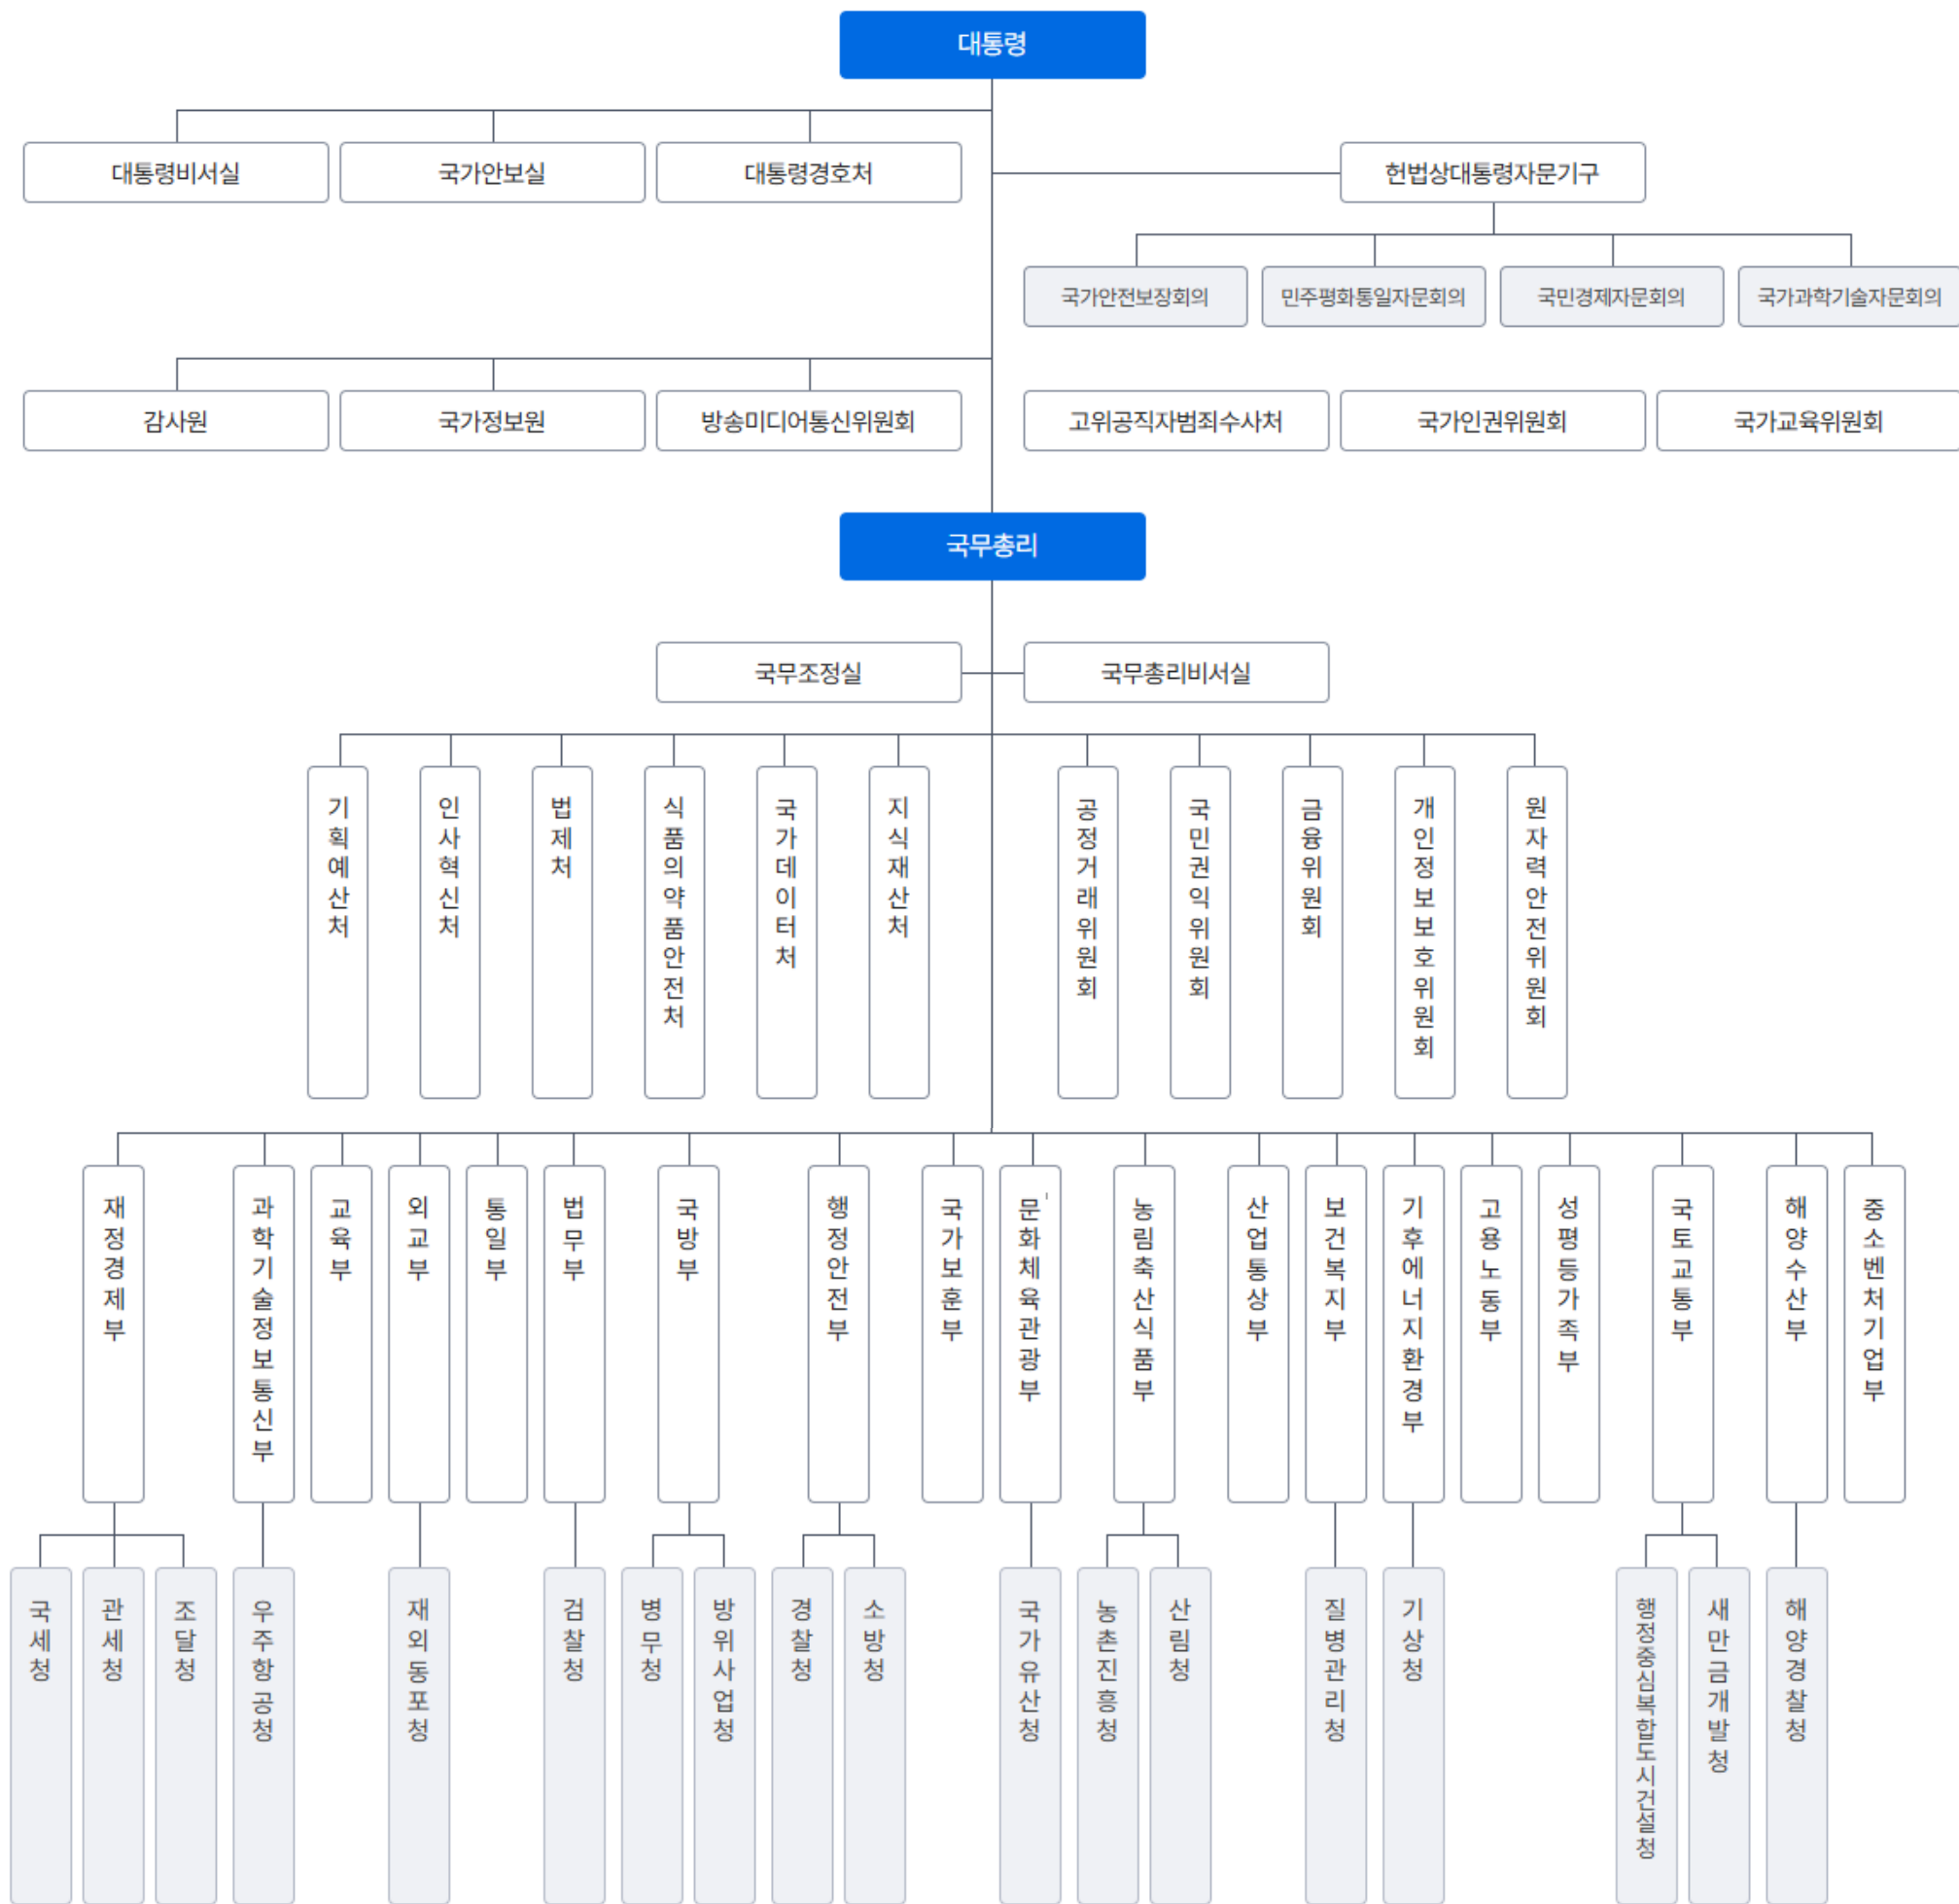 대통령
대통령비서실
국가안보실
대통령경호처
헌법상대통령자문기구
국가안전보장회의
민주평화통일자문회의
국민경제자문회의
국가과학기술자문회의
감사원
국가정보원
방송미디어통신위원회
고위공직자범죄수사처
국가인권위원회
국가교육위원회
국무총리
국무조정실
국무총리비서실
기획예산처
인사혁신처
법제처
식품의약품안전처
국가데이터처
지식재산처
공정거래위원회
국민권익위원회
금융위원회
개인정보보호위원회
원자력안전위원회
재정경제부
과학기술정보통신부
교육부
외교부
통일부
법무부
국방부
행정안전부
국가보훈부
문화체육관광부
농림축산식품부
산업통상부
보건복지부
기후에너지환경부
고용노동부
성평등가족부
국토교통부
해양수산부
중소벤처기업부
국세청
관세청
조달청
우주항공청
재외동포청
검찰청
병무청
방위사업청
경찰청
소방청
국가유산청
농촌진흥청
산림청
질병관리청
기상청
행정중심복합도시건설청
새만금개발청
해양경찰청